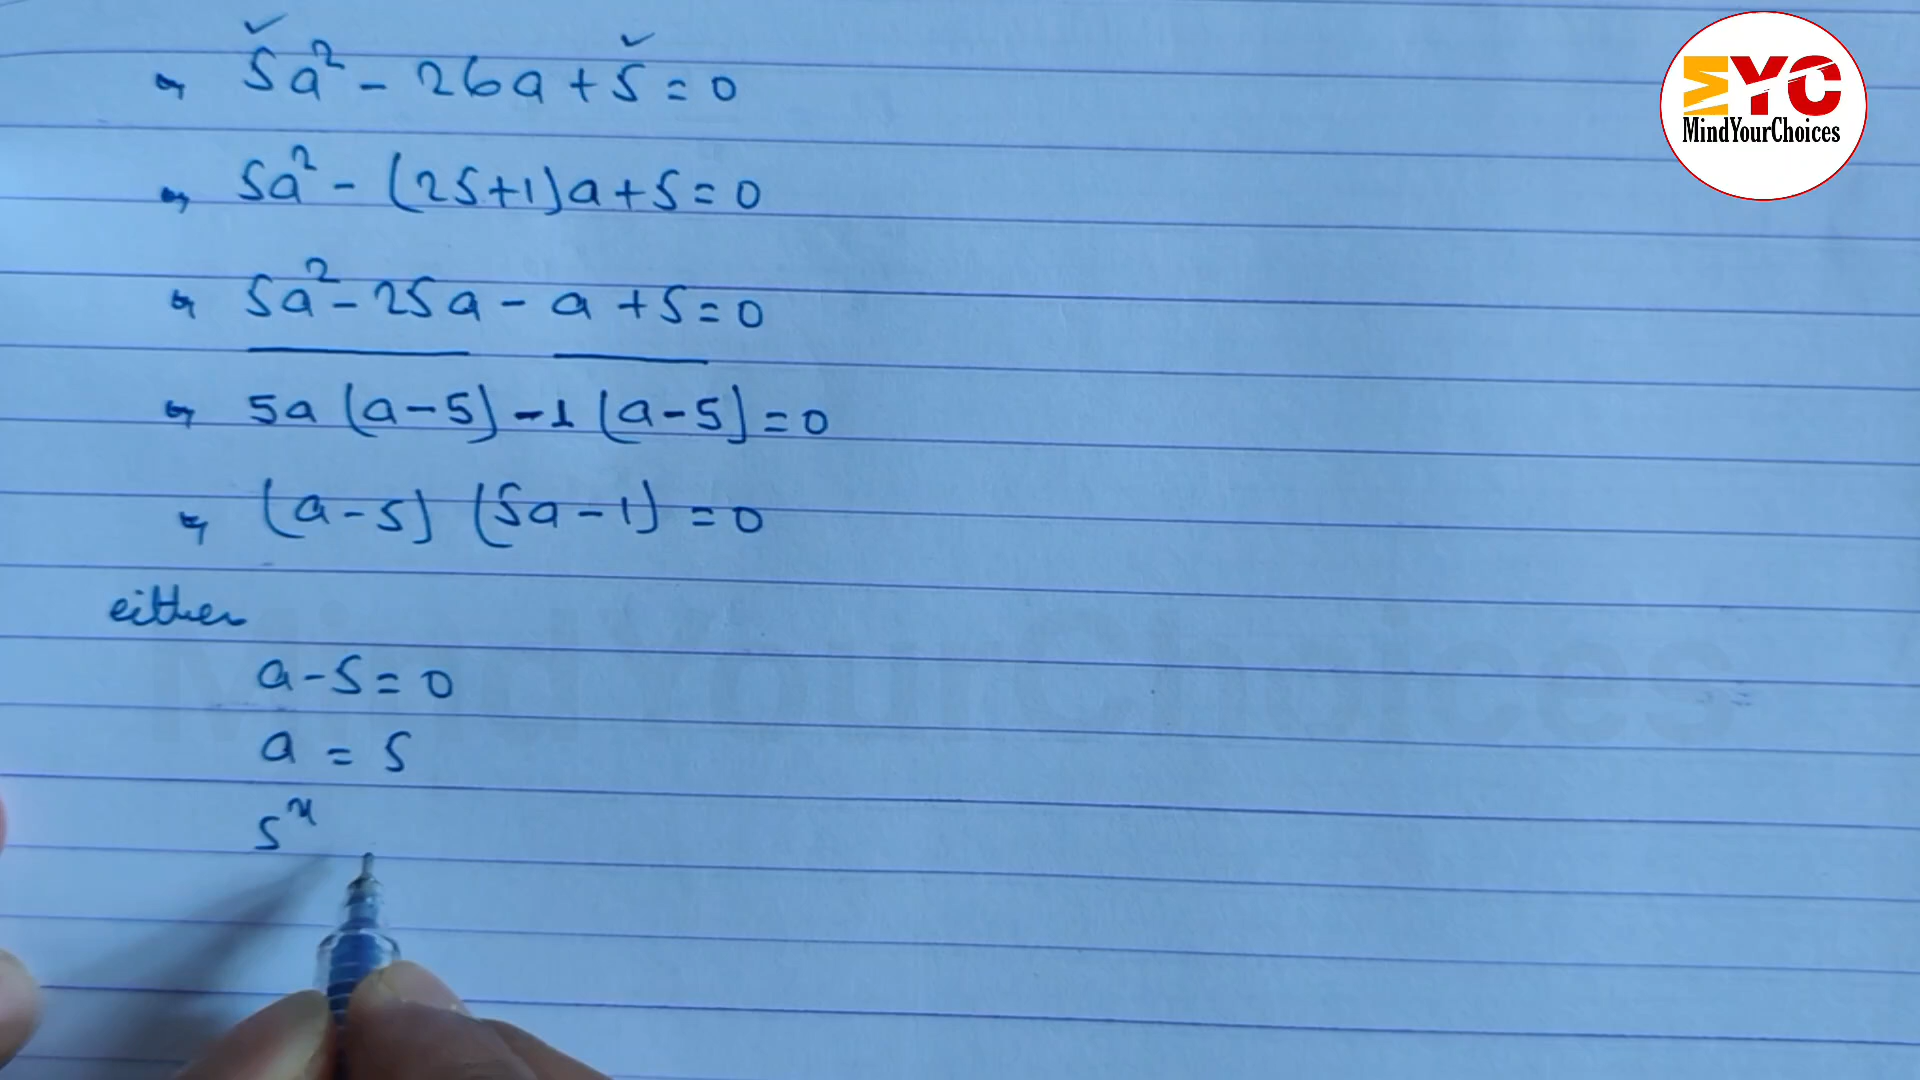 5a² - 26a + 5 = 0
5a² - (25+1)a + 5 = 0
5a² - 25a - a + 5 = 0
5a (a-5) - 1 (a-5) = 0
(a-5) (5a-1) = 0
either
a - 5 = 0
a = 5
5ˣ
MYC
MindYourChoices
MindYourChoices